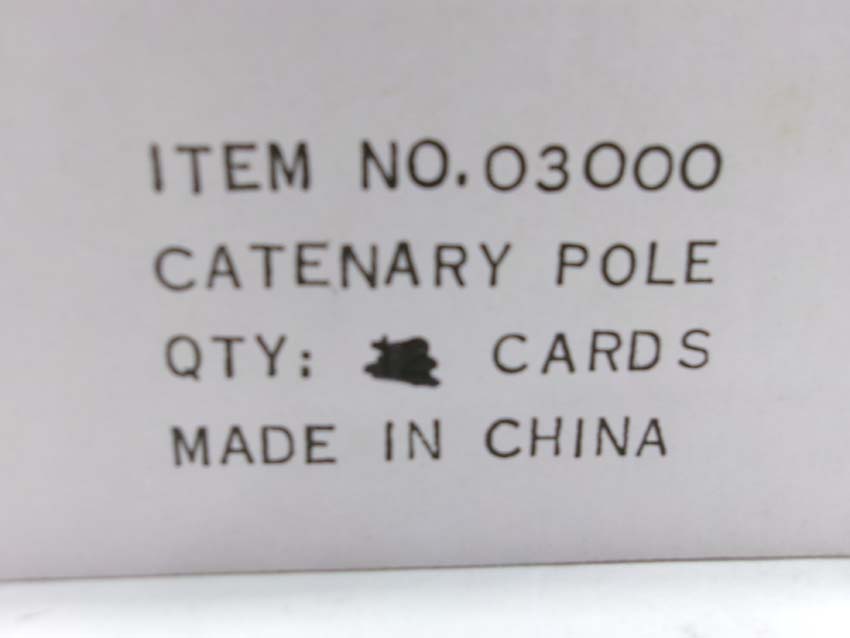 ITEM NO. 03000
CATENARY POLE
QTY: CARDS
MADE IN CHINA